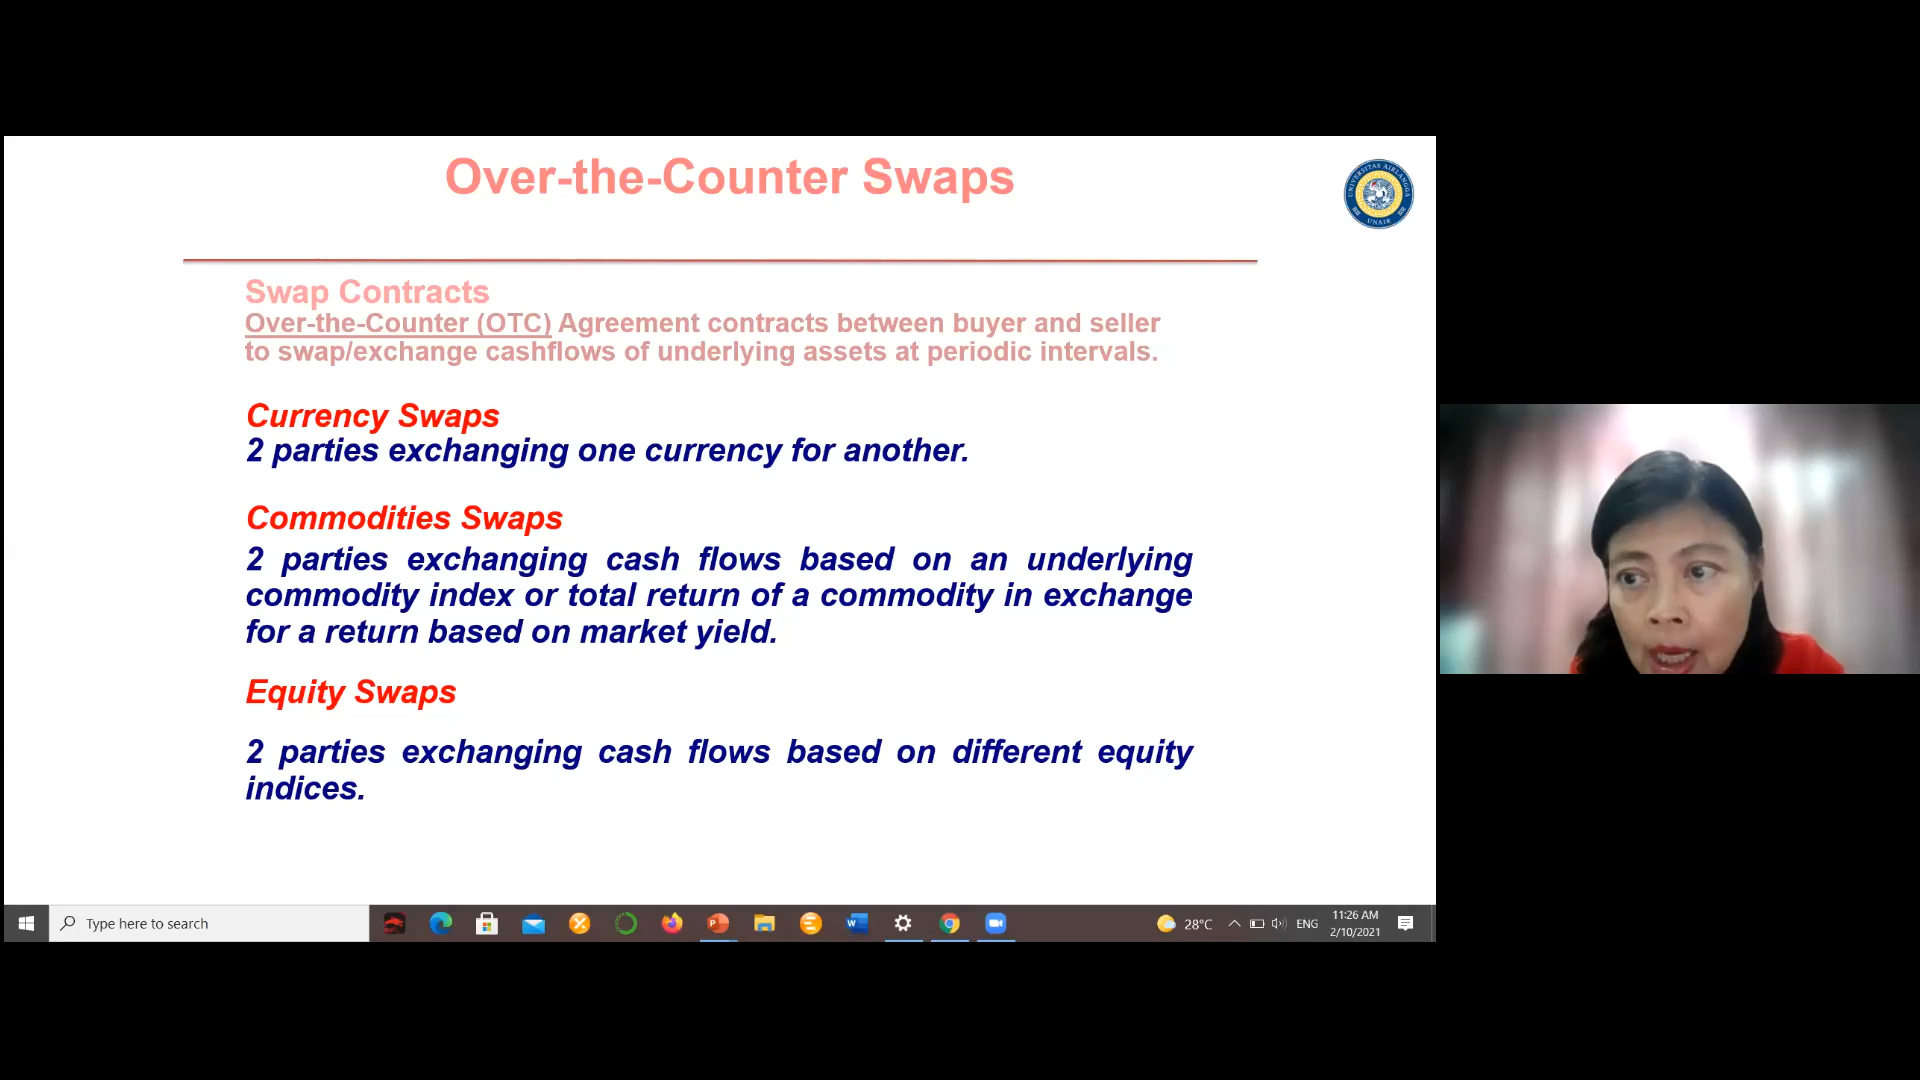 Over-the-Counter Swaps
UNIVERSITAS AIRLANGGA
UNAIR
Swap Contracts
Over-the-Counter (OTC) Agreement contracts between buyer and seller
to swap/exchange cashflows of underlying assets at periodic intervals.
Currency Swaps
2 parties exchanging one currency for another.
Commodities Swaps
2 parties exchanging cash flows based on an underlying
commodity index or total return of a commodity in exchange
for a return based on market yield.
Equity Swaps
2 parties exchanging cash flows based on different equity
indices.
Type here to search
28°C
ENG
11:26 AM
2/10/2021